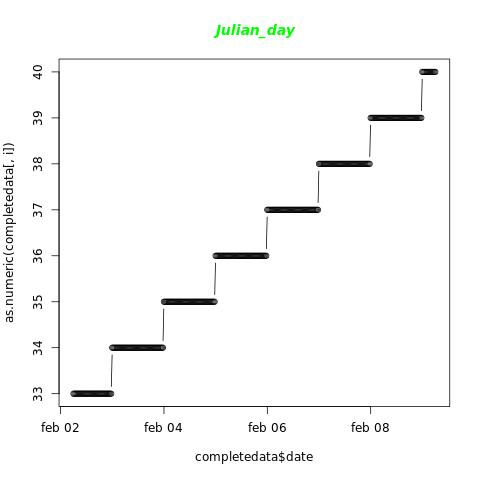 Julian_day
as.numeric(completedata[, i])
40
39
38
37
36
35
34
33
feb 02
feb 04
feb 06
feb 08
completedata$date